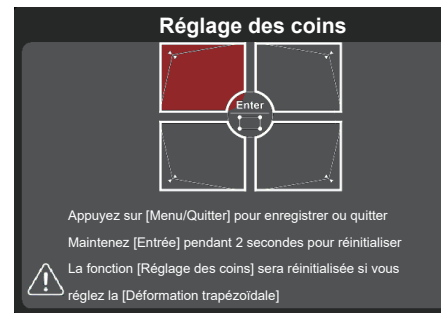 Réglage des coins
Enter
Appuyez sur [Menu/Quitter] pour enregistrer ou quitter
Maintenez [Entrée] pendant 2 secondes pour réinitialiser
La fonction [Réglage des coins] sera réinitialisée si vous
réglez la [Déformation trapézoïdale]